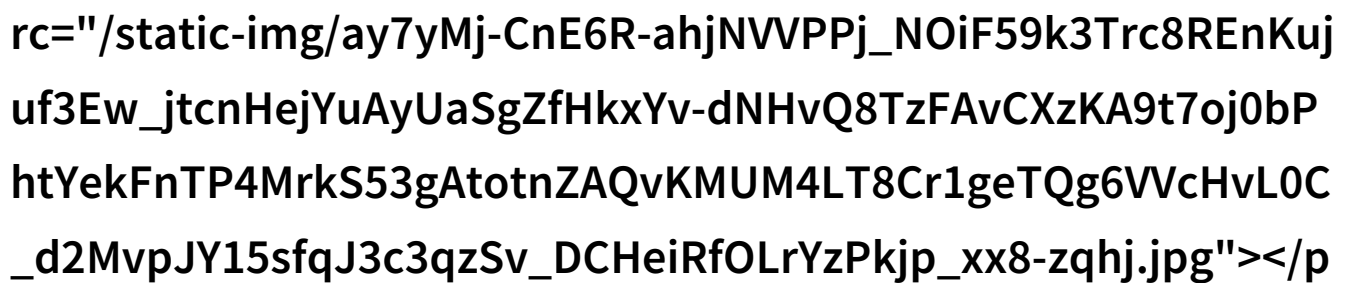 rc="/static-img/ay7yMj-CnE6R-ahjNVVPPj_NOiF59k3Trc8REnKuj
uf3Ew_jtcnHejYuAyUaSgZfHkxYv-dNHvQ8TzFAvCXzKA9t7oj0bP
htYekFnTP4MrkS53gAtotnZAQvKMUM4LT8Cr1geTQg6VVcHvL0C
_d2MvpJY15sfqJ3c3qzSv_DCHeiRfOLrYzPkjp_xx8-zqhj.jpg"></p